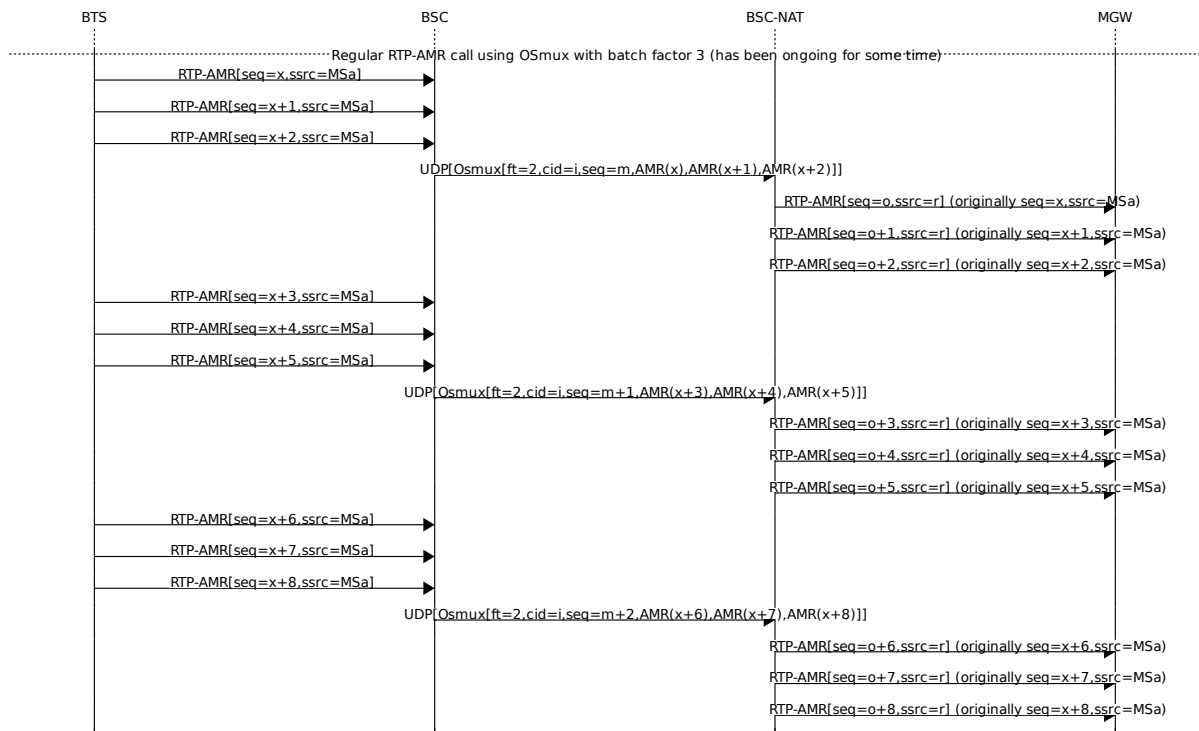 BTS BSC BSC-NAT MGW
Regular RTP-AMR call using OSmux with batch factor 3 (has been ongoing for some time)
RTP-AMR[seq=x,ssrc=MSa]
RTP-AMR[seq=x+1,ssrc=MSa]
RTP-AMR[seq=x+2,ssrc=MSa]
UDP[Osmux[ft=2,cid=i,seq=m,AMR(x),AMR(x+1),AMR(x+2)]]
RTP-AMR[seq=o,ssrc=r] (originally seq=x,ssrc=MSa)
RTP-AMR[seq=o+1,ssrc=r] (originally seq=x+1,ssrc=MSa)
RTP-AMR[seq=o+2,ssrc=r] (originally seq=x+2,ssrc=MSa)
RTP-AMR[seq=x+3,ssrc=MSa]
RTP-AMR[seq=x+4,ssrc=MSa]
RTP-AMR[seq=x+5,ssrc=MSa]
UDP[Osmux[ft=2,cid=i,seq=m+1,AMR(x+3),AMR(x+4),AMR(x+5)]]
RTP-AMR[seq=o+3,ssrc=r] (originally seq=x+3,ssrc=MSa)
RTP-AMR[seq=o+4,ssrc=r] (originally seq=x+4,ssrc=MSa)
RTP-AMR[seq=o+5,ssrc=r] (originally seq=x+5,ssrc=MSa)
RTP-AMR[seq=x+6,ssrc=MSa]
RTP-AMR[seq=x+7,ssrc=MSa]
RTP-AMR[seq=x+8,ssrc=MSa]
UDP[Osmux[ft=2,cid=i,seq=m+2,AMR(x+6),AMR(x+7),AMR(x+8)]]
RTP-AMR[seq=o+6,ssrc=r] (originally seq=x+6,ssrc=MSa)
RTP-AMR[seq=o+7,ssrc=r] (originally seq=x+7,ssrc=MSa)
RTP-AMR[seq=o+8,ssrc=r] (originally seq=x+8,ssrc=MSa)